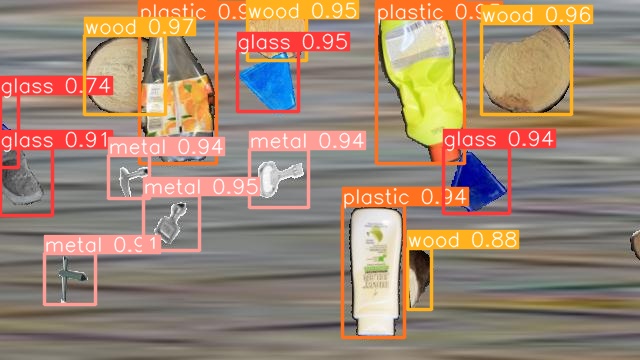 plastic 0.9
wood 0.95
plastic 0.9
wood 0.96
wood 0.97
glass 0.95
glass 0.74
glass 0.91
metal 0.94
metal 0.94
glass 0.94
metal 0.95
plastic 0.94
metal 0.91
wood 0.88